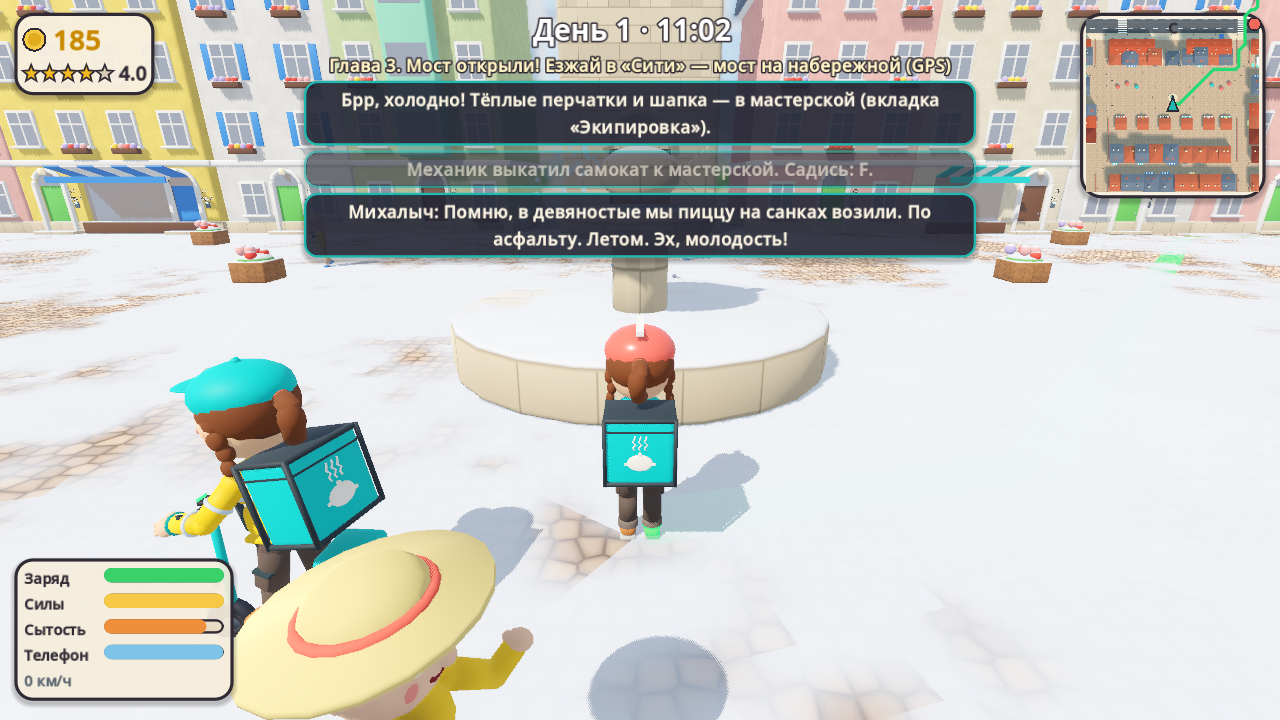 185
4.0
День 1 · 11:02
Глава 3. Мост открыли! Езжай в «Сити» — мост на набережной (GPS)
Брр, холодно! Тёплые перчатки и шапка — в мастерской (вкладка
«Экипировка»).
Механик выкатил самокат к мастерской. Садись: F.
Михалыч: Помню, в девяностые мы пиццу на санках возили. По
асфальту. Летом. Эх, молодость!
Заряд
Силы
Сытость
Телефон
0 км/ч